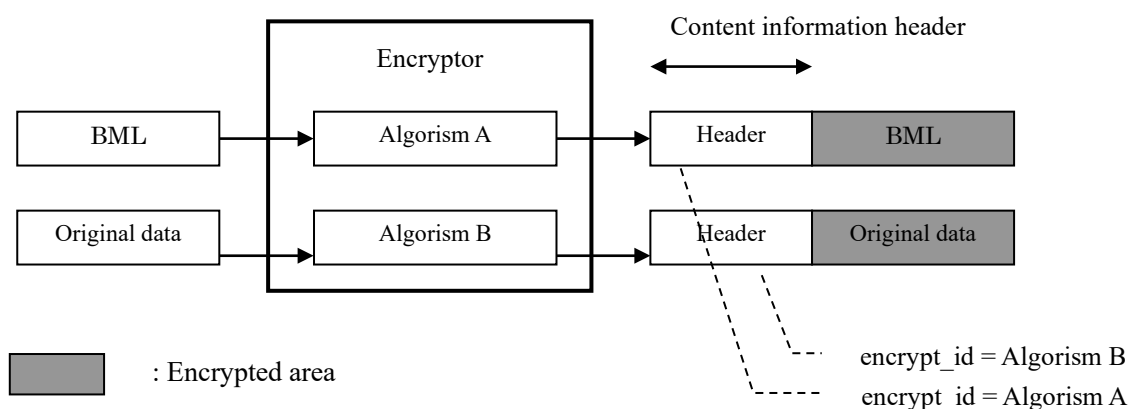 Content information header
Encryptor
BML
Algorism A
Header
BML
Original data
Algorism B
Header
Original data
: Encrypted area
encrypt_id = Algorism B
encrypt_id = Algorism A